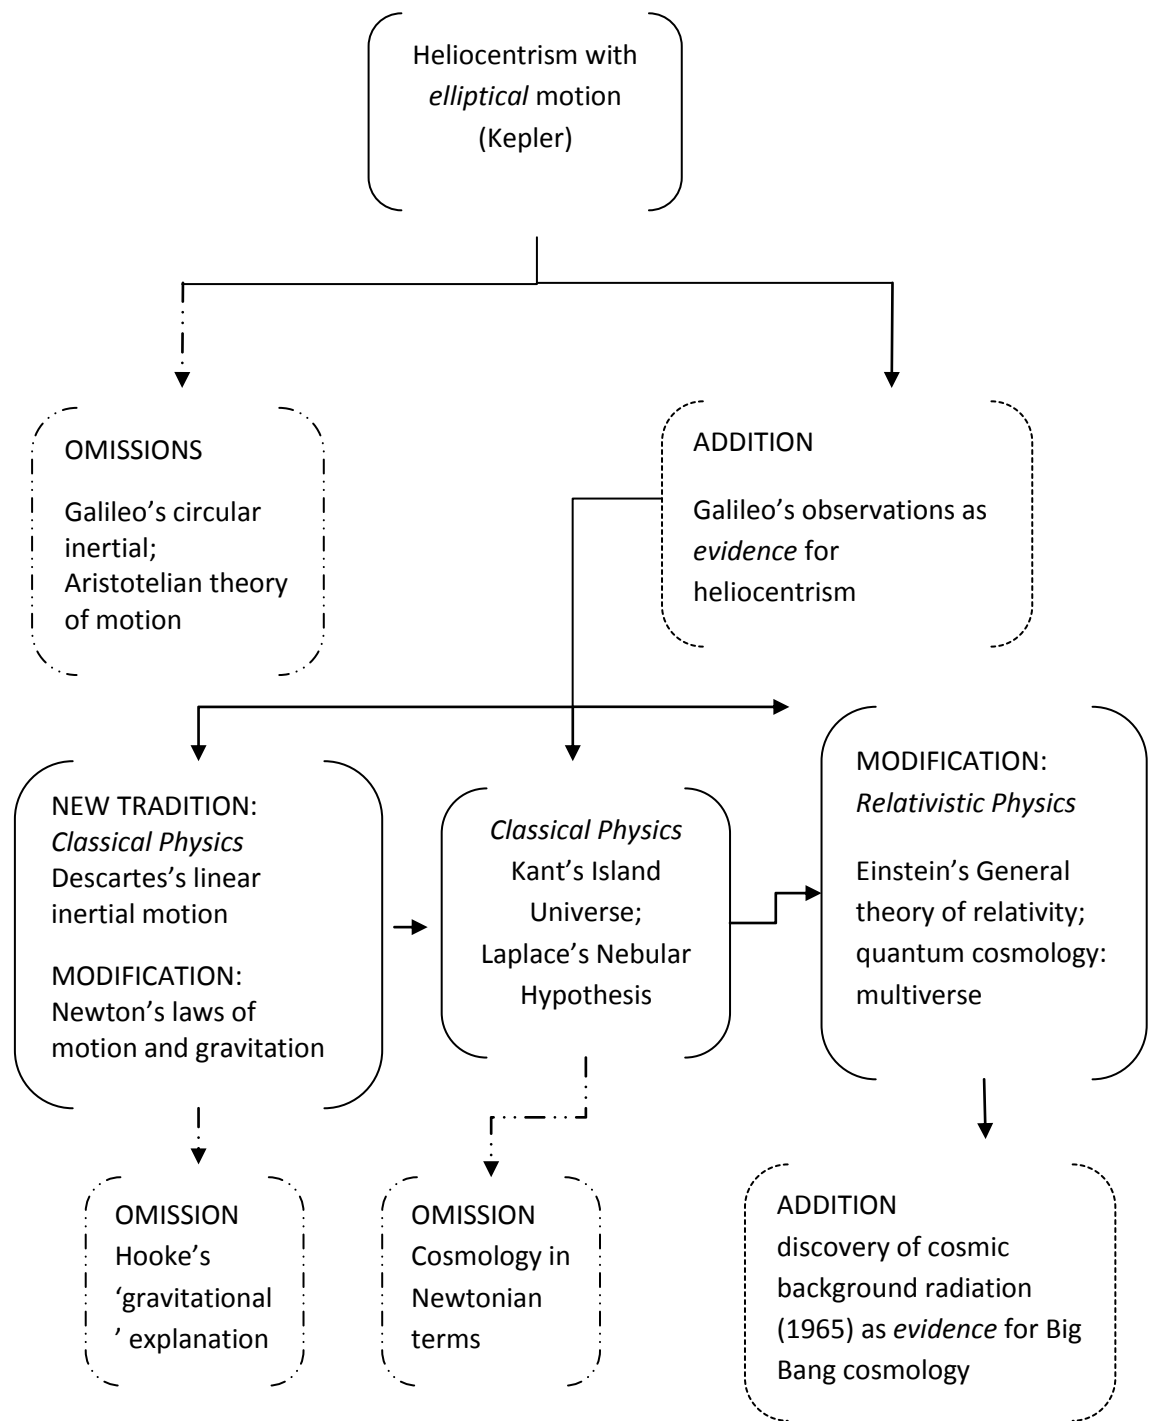 Heliocentrism with
elliptical motion
(Kepler)
OMISSIONS
Galileo’s circular
inertial;
Aristotelian theory
of motion
ADDITION
Galileo’s observations as
evidence for
heliocentrism
NEW TRADITION:
Classical Physics
Descartes’s linear
inertial motion
MODIFICATION:
Newton’s laws of
motion and gravitation
Classical Physics
Kant’s Island
Universe;
Laplace’s Nebular
Hypothesis
MODIFICATION:
Relativistic Physics
Einstein’s General
theory of relativity;
quantum cosmology:
multiverse
OMISSION
Hooke’s
‘gravitational
’ explanation
OMISSION
Cosmology in
Newtonian
terms
ADDITION
discovery of cosmic
background radiation
(1965) as evidence for Big
Bang cosmology